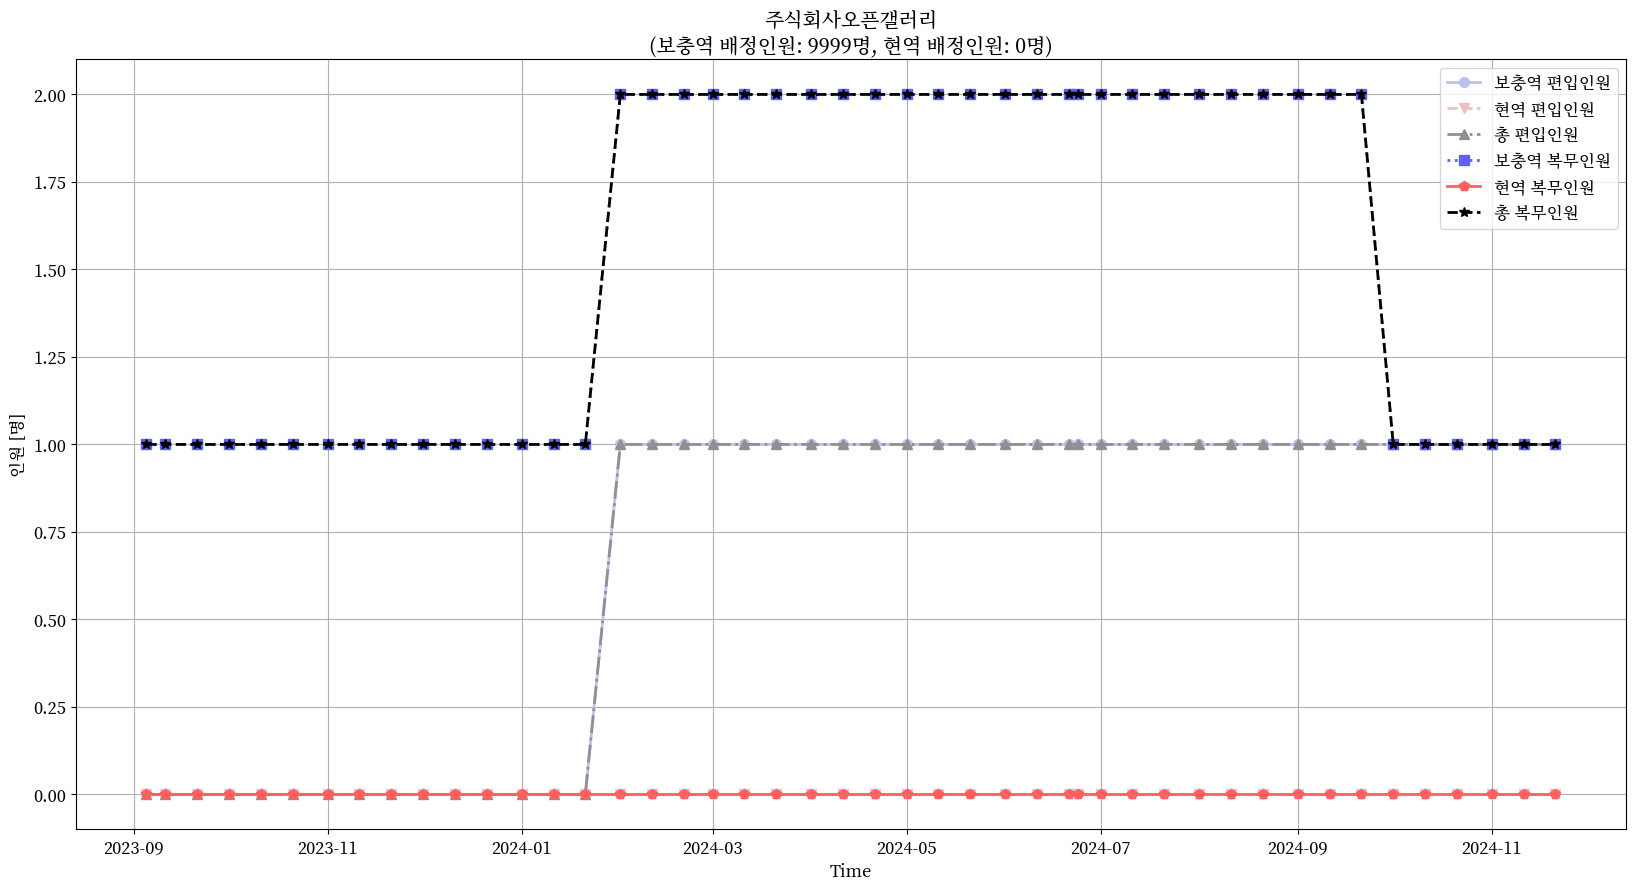 주식회사오픈갤러리
(보충역 배정인원: 9999명, 현역 배정인원: 0명)
보충역 편입인원
현역 편입인원
총 편입인원
보충역 복무인원
현역 복무인원
총 복무인원
2.00
1.75
1.50
1.25
1.00
0.75
0.50
0.25
0.00
인원 [명]
2023-09 2023-11 2024-01 2024-03 2024-05 2024-07 2024-09 2024-11
Time